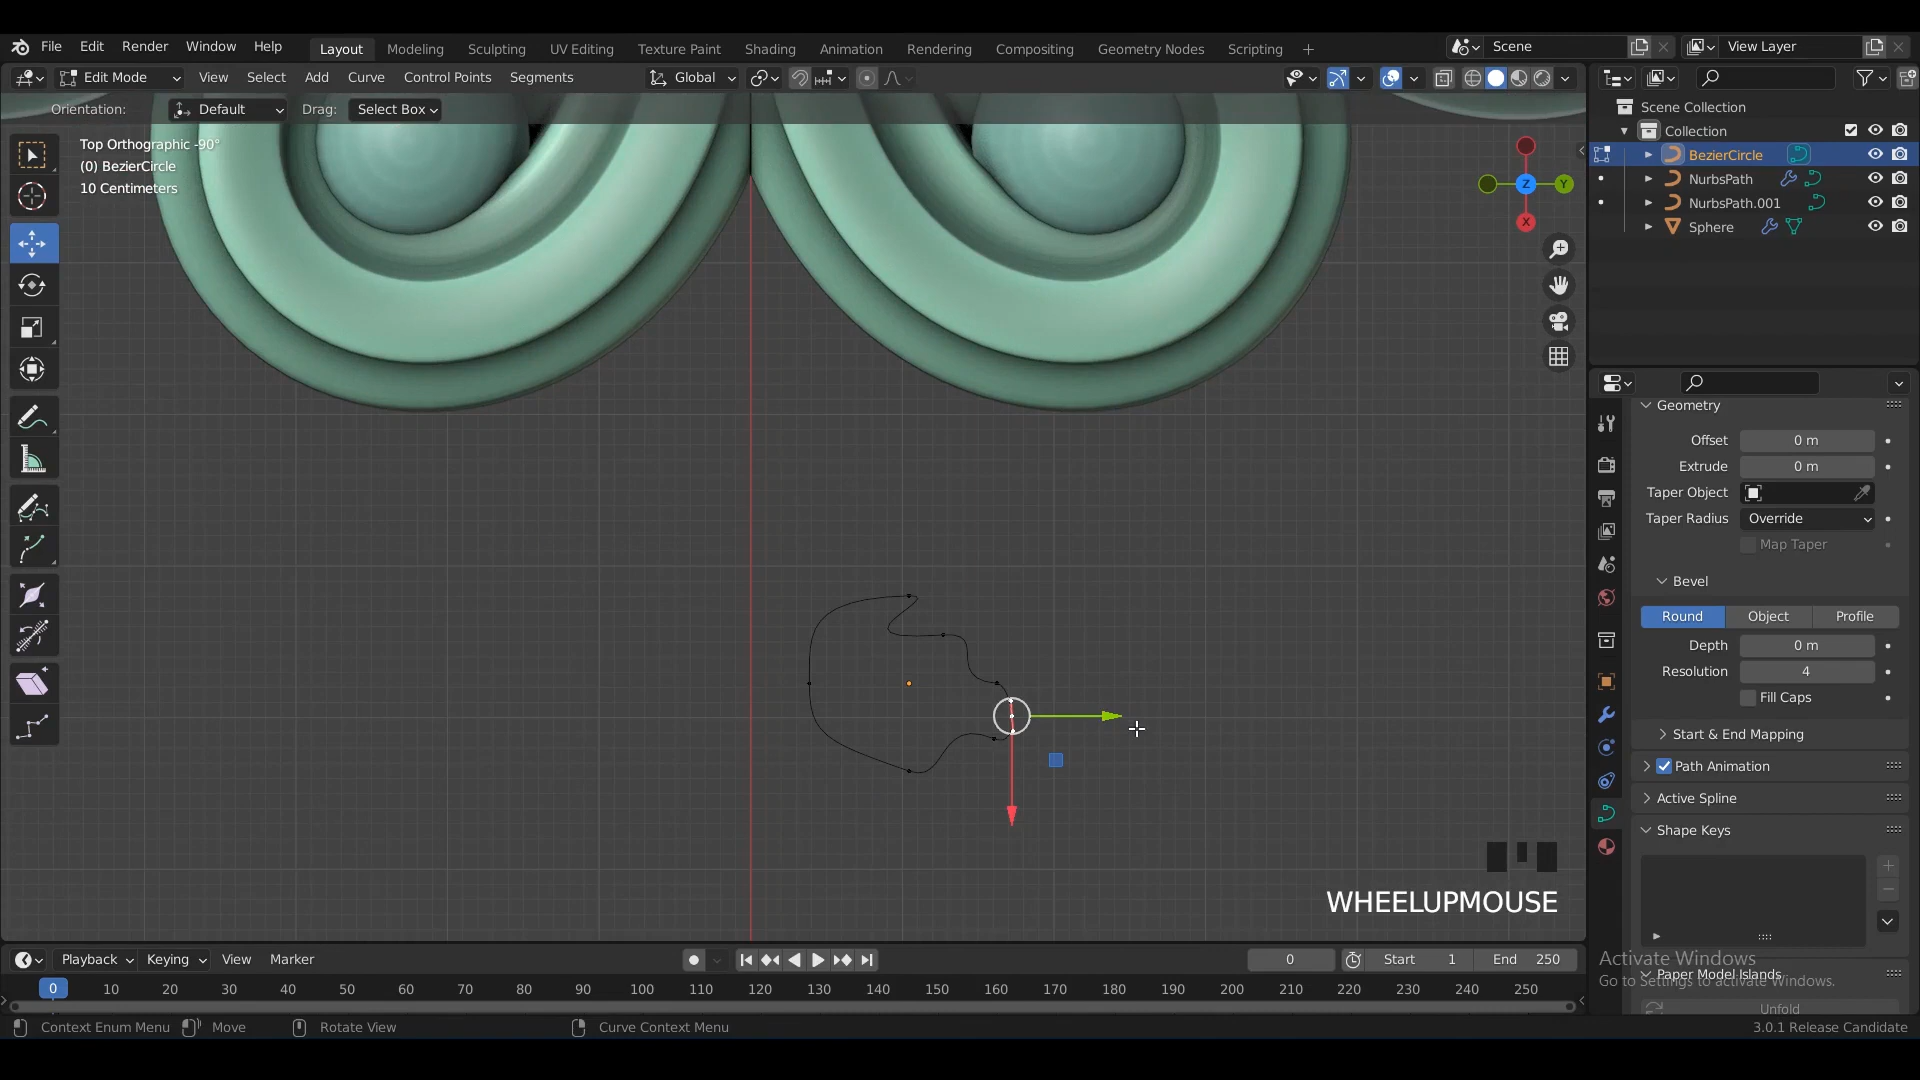 File Edit Render Window Help Layout Modeling Sculpting UV Editing Texture Paint Shading Animation Rendering Compositing Geometry Nodes Scripting + Scene View Layer
Edit Mode View Select Add Curve Control Points Segments Global
Orientation: Default Drag: Select Box
Top Orthographic -90°
(0) BezierCircle
10 Centimeters
Z
Y
X
Scene Collection
Collection
BezierCircle
NurbsPath
NurbsPath.001
Sphere
Geometry
Offset 0 m
Extrude 0 m
Taper Object
Taper Radius Override
Map Taper
Bevel
Round Object Profile
Depth 0 m
Resolution 4
Fill Caps
Start & End Mapping
Path Animation
Active Spline
Shape Keys
Activate Windows
Go to Settings to activate Windows.
Paper Model Islands
Unfold
WHEELUPMOUSE
Playback Keying View Marker 0 Start 1 End 250
0 10 20 30 40 50 60 70 80 90 100 110 120 130 140 150 160 170 180 190 200 210 220 230 240 250
Context Enum Menu Move Rotate View Curve Context Menu 3.0.1 Release Candidate